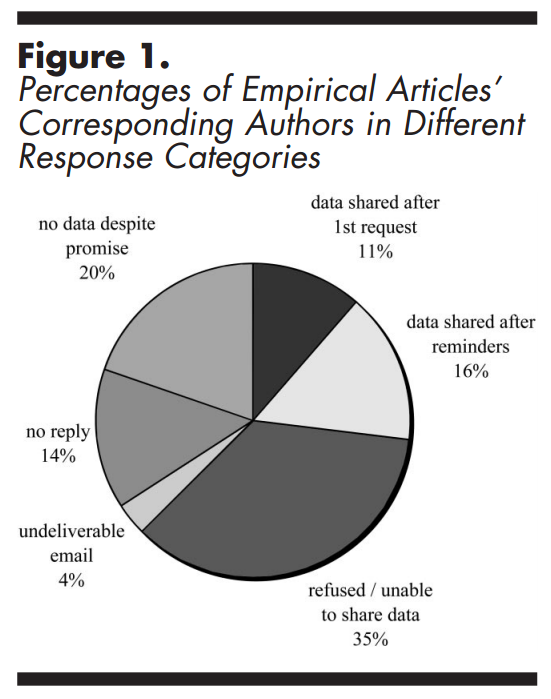 Figure 1.
Percentages of Empirical Articles'
Corresponding Authors in Different
Response Categories
data shared after
1st request
11%
no data despite
promise
20%
data shared after
reminders
16%
no reply
14%
undeliverable
email
4%
refused / unable
to share data
35%